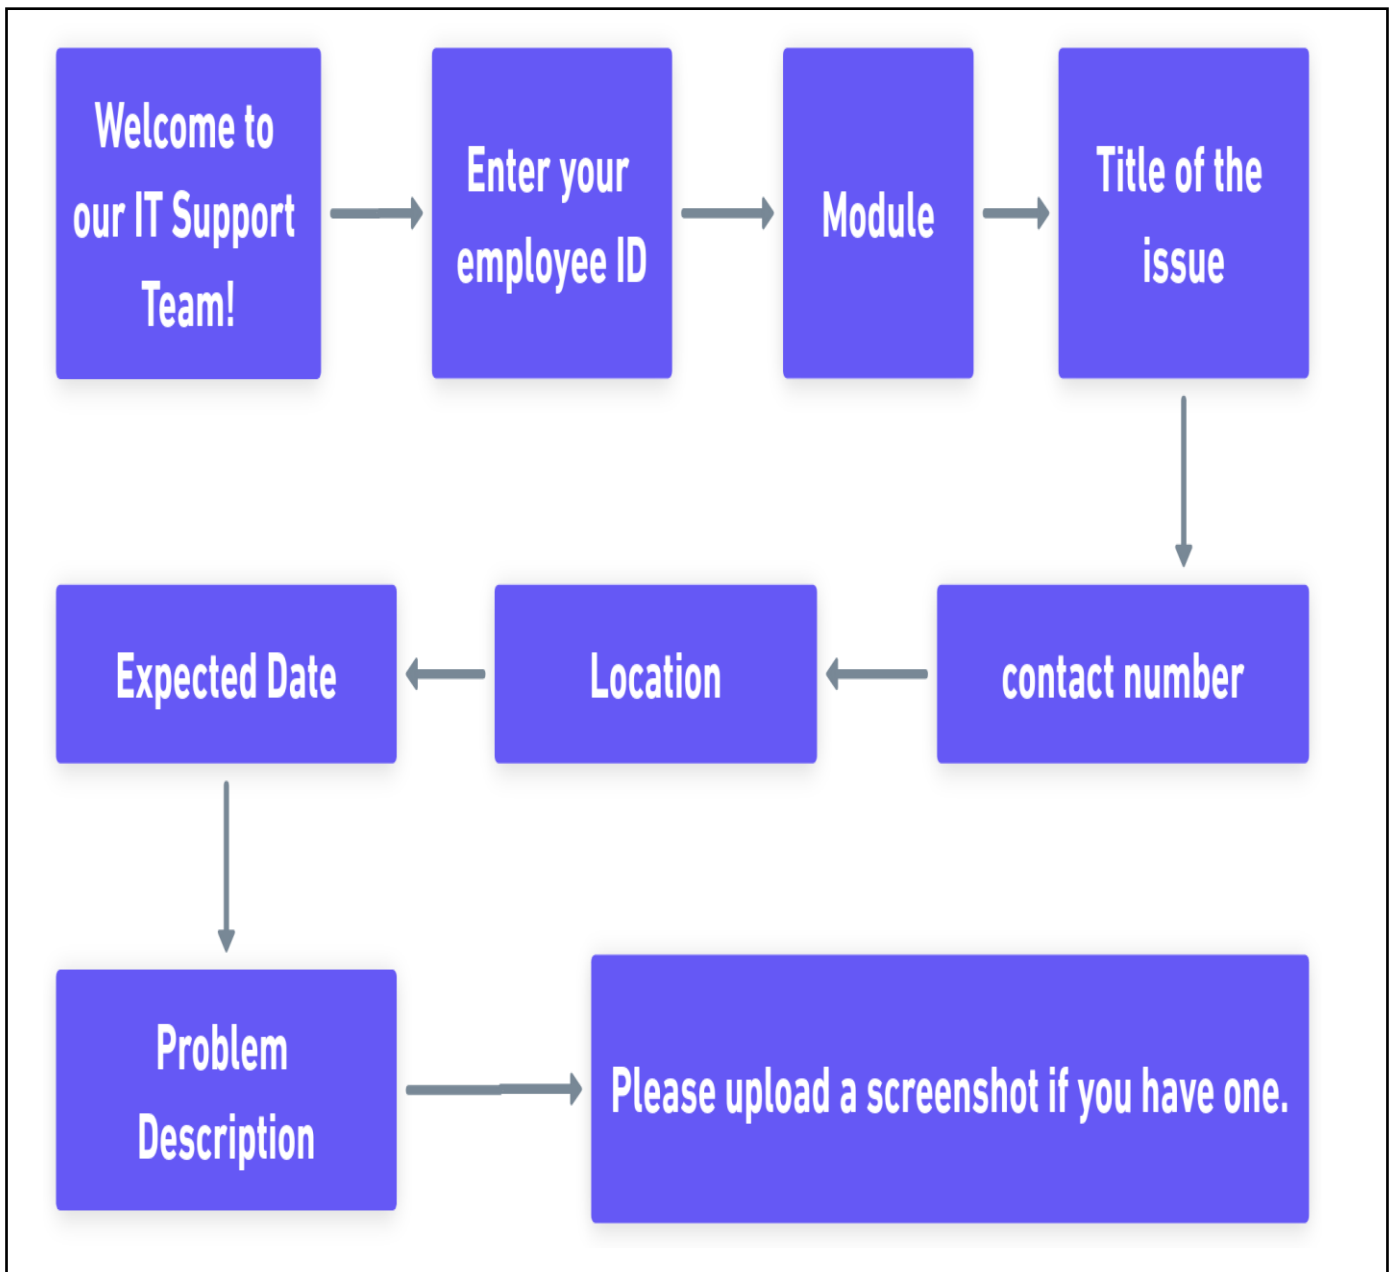 Welcome to
our IT Support
Team!
Enter your
employee ID
Module
Title of the
issue
contact number
Location
Expected Date
Problem
Description
Please upload a screenshot if you have one.